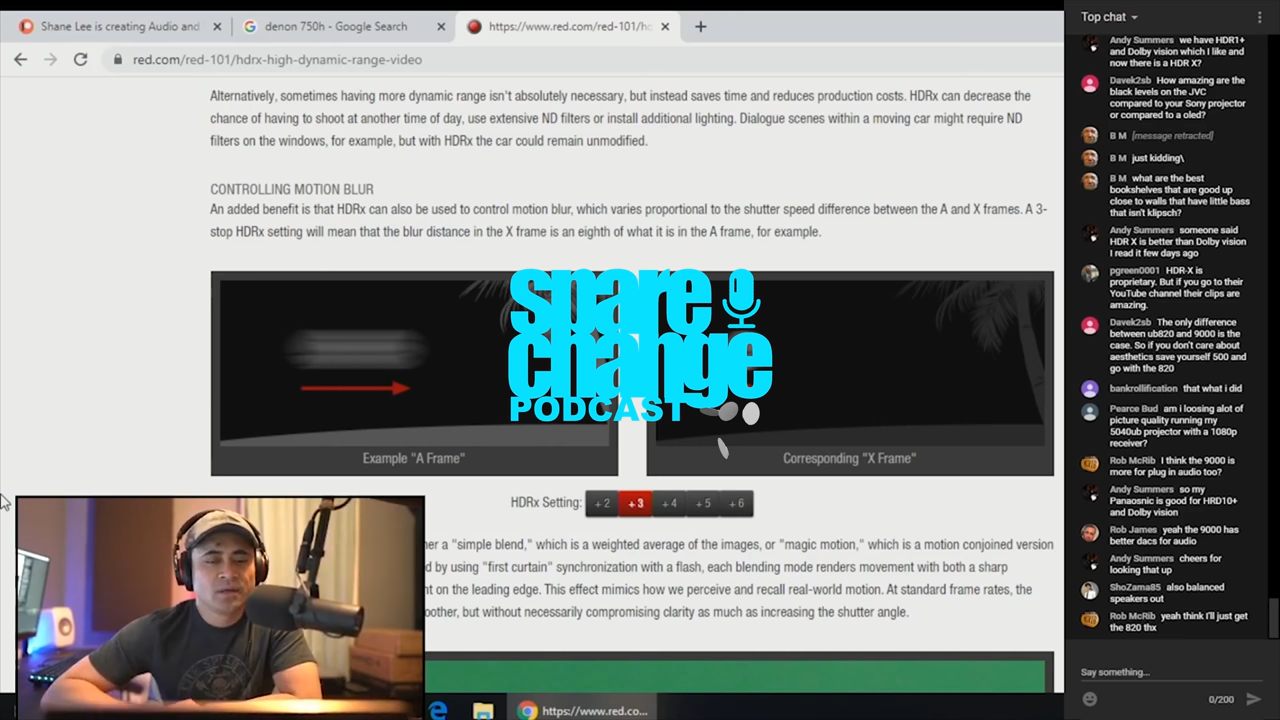 Shane Lee is creating Audio and
denon 750h - Google Search
https://www.red.com/red-101/hd
red.com/red-101/hdrx-high-dynamic-range-video
Alternatively, sometimes having more dynamic range isn't absolutely necessary, but instead saves time and reduces production costs. HDRx can decrease the
chance of having to shoot at another time of day, use extensive ND filters or install additional lighting. Dialogue scenes within a moving car might require ND
filters on the windows, for example, but with HDRx the car could remain unmodified.
CONTROLLING MOTION BLUR
An added benefit is that HDRx can also be used to control motion blur, which varies proportional to the shutter speed difference between the A and X frames. A 3-
stop HDRx setting will mean that the blur distance in the X frame is an eighth of what it is in the A frame, for example.
spare
change
PODCAST
Example "A Frame"
Corresponding "X Frame"
HDRx Setting: +2 +3 +4 +5 +6
her a "simple blend," which is a weighted average of the images, or "magic motion," which is a motion conjoined version
d by using "first curtain" synchronization with a flash, each blending mode renders movement with both a sharp
nt on the leading edge. This effect mimics how we perceive and recall real-world motion. At standard frame rates, the
oother, but without necessarily compromising clarity as much as increasing the shutter angle.
https://www.red.co...
Top chat
Andy Summers we have HDR1+
and Dolby vision which I like and
now there is a HDR X?
Davek2sb How amazing are the
black levels on the JVC
compared to your Sony projector
or compared to a oled?
B M [message retracted]
B M just kidding\
B M what are the best
bookshelves that are good up
close to walls that have little bass
that isn't klipsch?
Andy Summers someone said
HDR X is better than Dolby vision
I read it few days ago
pgreen0001 HDR-X is
proprietary. But if you go to their
YouTube channel their clips are
amazing.
Davek2sb The only difference
between ub820 and 9000 is the
case. So if you don't care about
aesthetics save yourself 500 and
go with the 820
bankrollification that what i did
Pearce Bud am i loosing alot of
picture quality running my
5040ub projector with a 1080p
receiver?
Rob McRib I think the 9000 is
more for plug in audio too?
Andy Summers so my
Panaosnic is good for HRD10+
and Dolby vision
Rob James yeah the 9000 has
better dacs for audio
Andy Summers cheers for
looking that up
ShoZama85 also balanced
speakers out
Rob McRib yeah think I'll just get
the 820 thx
Say something...
0/200